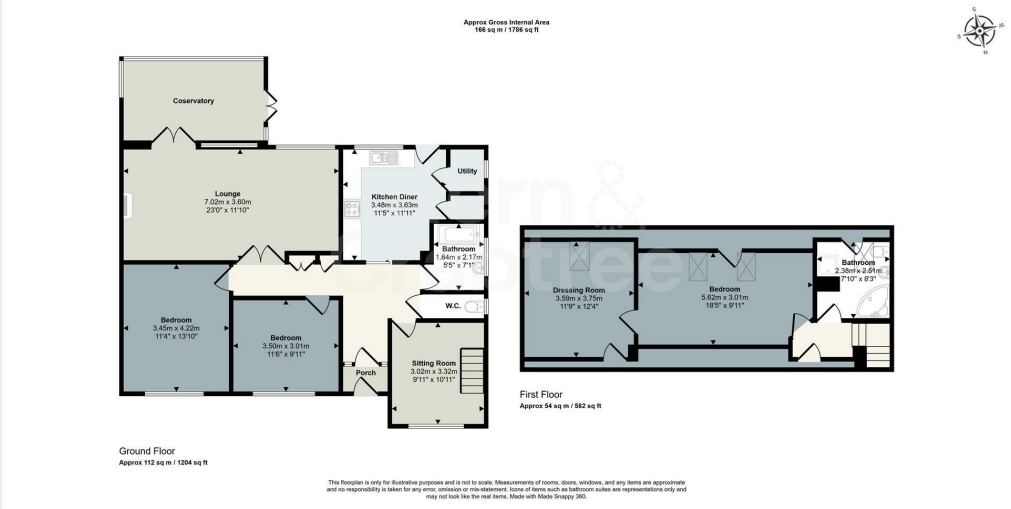 Approx Gross Internal Area
166 sq m / 1786 sq ft
S
W
E
N
Coservatory
Lounge
7.02m x 3.60m
23'0" x 11'10"
Kitchen Diner
3.48m x 3.63m
11'5" x 11'11"
Utility
Bathroom
1.64m x 2.17m
5'5" x 7'1"
W.C.
Bedroom
3.45m x 4.22m
11'4" x 13'10"
Bedroom
3.50m x 3.01m
11'6" x 9'11"
Porch
Sitting Room
3.02m x 3.32m
9'11" x 10'11"
Ground Floor
Approx 112 sq m / 1204 sq ft
Dressing Room
3.59m x 3.75m
11'9" x 12'4"
Bedroom
5.62m x 3.01m
18'5" x 9'11"
Bathroom
2.38m x 2.51m
7'10" x 8'3"
First Floor
Approx 54 sq m / 582 sq ft
This floorplan is only for illustrative purposes and is not to scale. Measurements of rooms, doors, windows, and any items are approximate
and no responsibility is taken for any error, omission or mis-statement. Icons of items such as bathroom suites are representations only and
may not look like the real items. Made with Made Snappy 360.